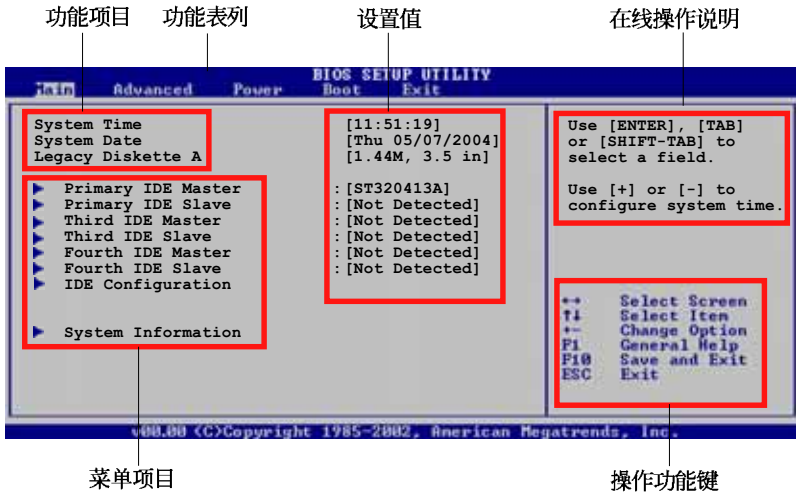 功能项目 功能表列 设置值 在线操作说明
BIOS SETUP UTILITY
Main Advanced Power Boot Exit
System Time [11:51:19]
System Date [Thu 05/07/2004]
Legacy Diskette A [1.44M, 3.5 in]
Primary IDE Master :[ST320413A]
Primary IDE Slave :[Not Detected]
Third IDE Master :[Not Detected]
Third IDE Slave :[Not Detected]
Fourth IDE Master :[Not Detected]
Fourth IDE Slave :[Not Detected]
IDE Configuration
System Information
Use [ENTER], [TAB]
or [SHIFT-TAB] to
select a field.
Use [+] or [-] to
configure system time.
←→ Select Screen
↑↓ Select Item
+- Change Option
F1 General Help
F10 Save and Exit
ESC Exit
v00.00 (C)Copyright 1985-2002, American Megatrends, Inc.
菜单项目 操作功能键